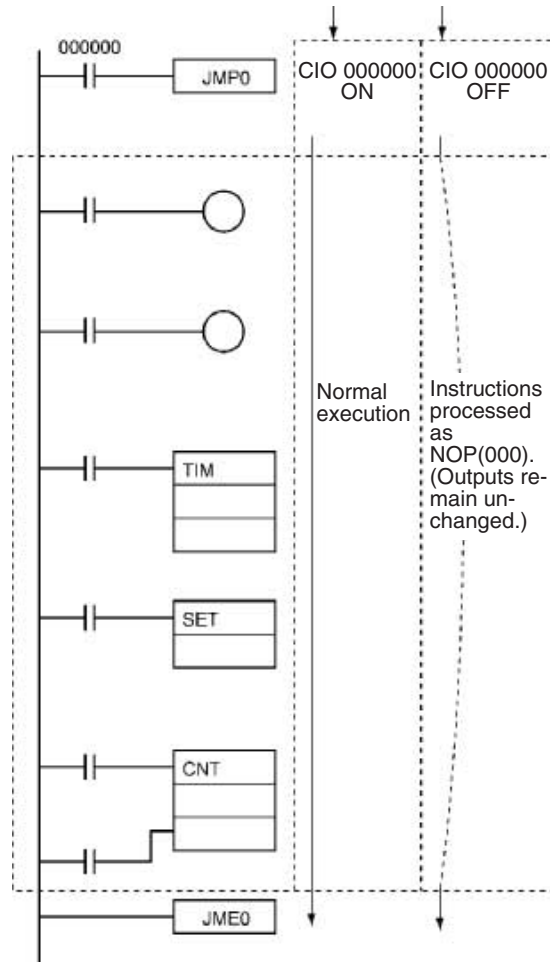 000000
JMP0
CIO 000000
ON
CIO 000000
OFF
Normal
execution
Instructions
processed
as
NOP(000).
(Outputs re-
main un-
changed.)
TIM
SET
CNT
JME0